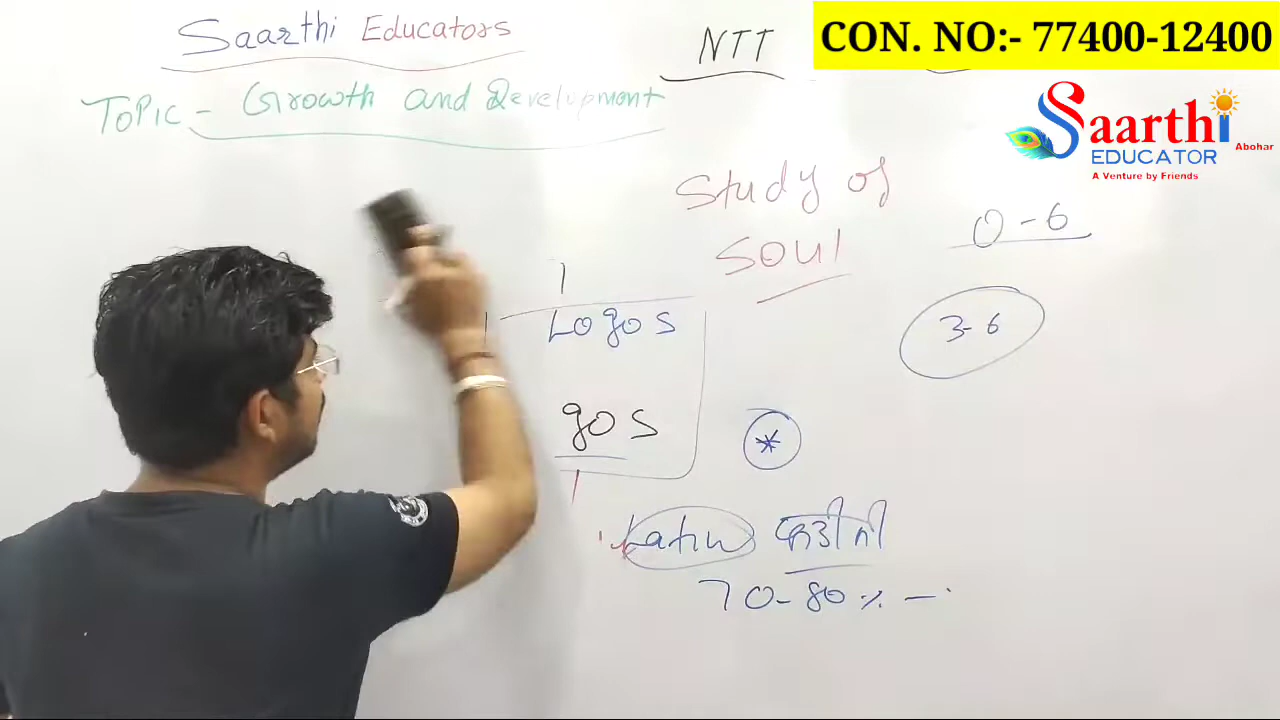 Saarthi Educators
NTT
CON. NO:- 77400-12400
Topic - Growth and Development
Saarthi
EDUCATOR
Abohar
A Venture by Friends
Study of
SOUL
0-6
3-6
Logos
gos
*
Latin
70-80%. -